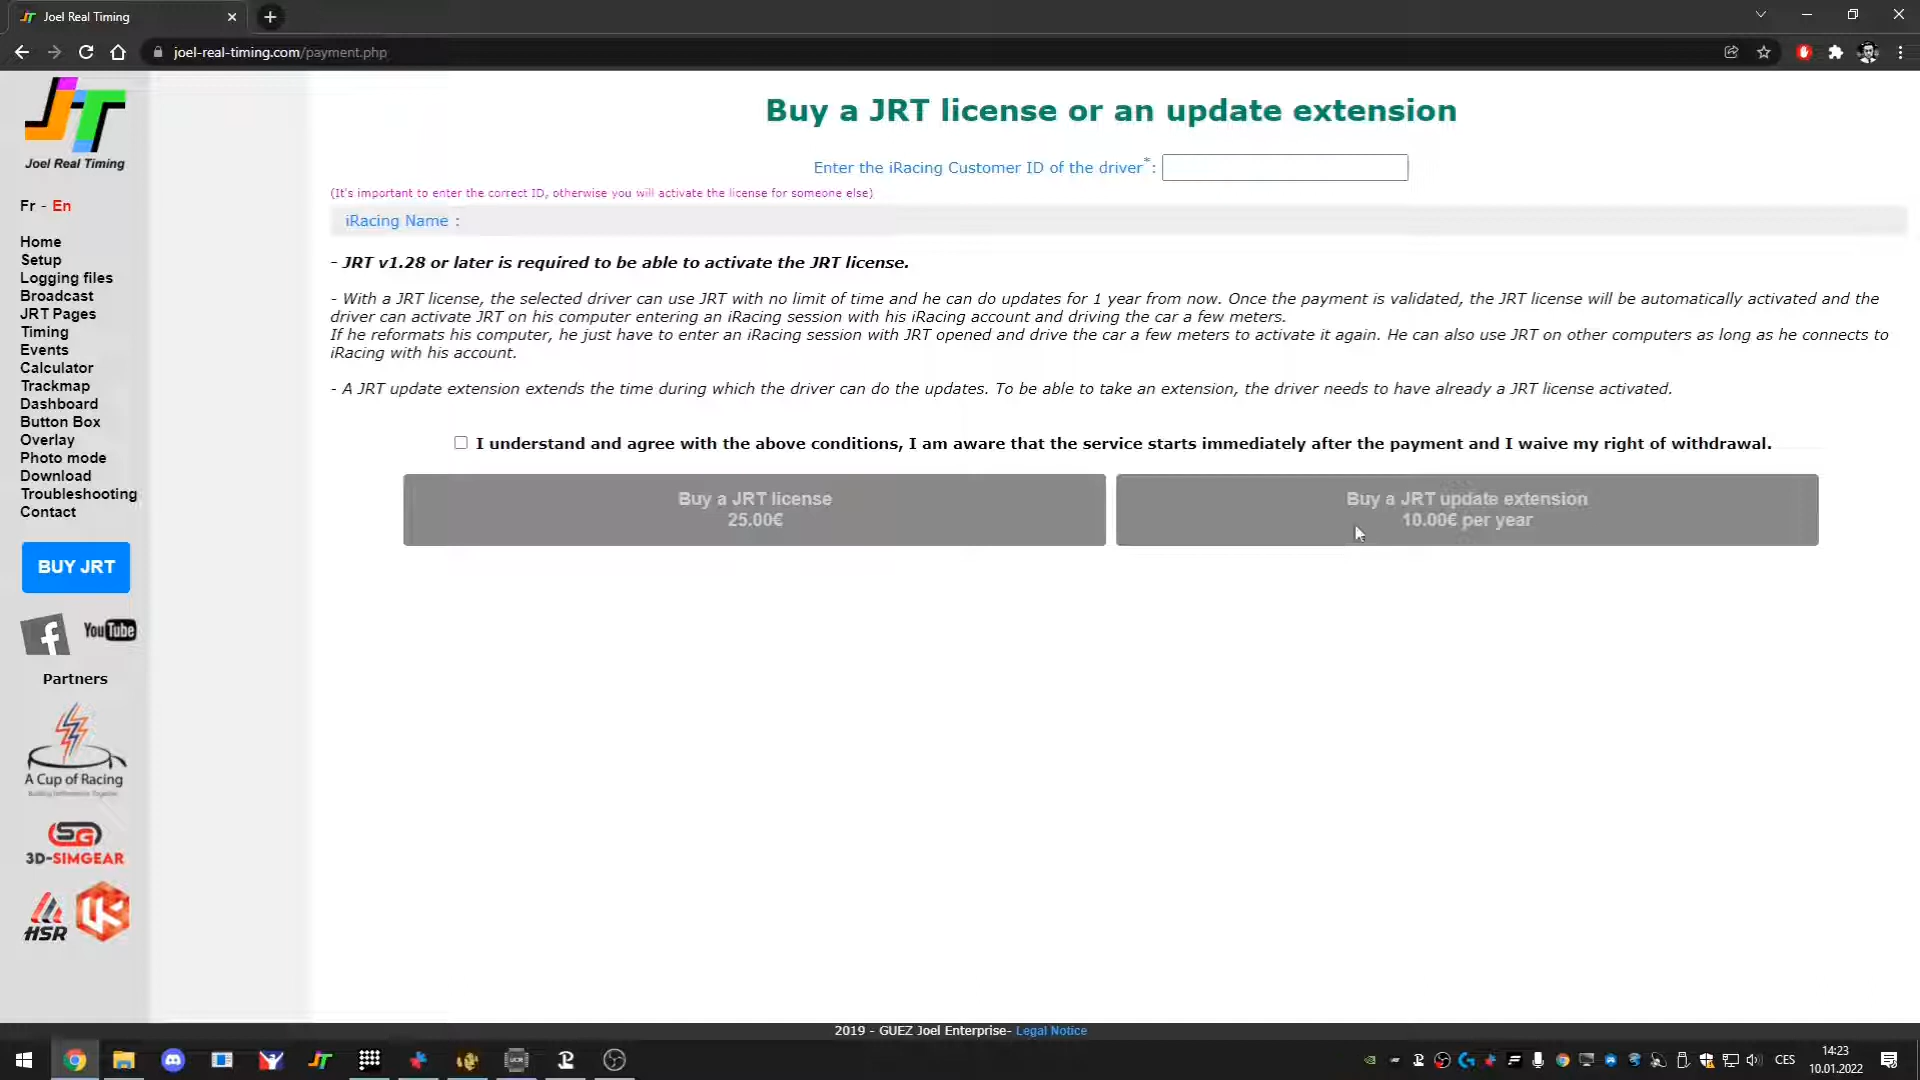 Joel Real Timing
joel-real-timing.com/payment.php
Joel Real Timing
Fr - En
Home
Setup
Logging files
Broadcast
JRT Pages
Timing
Events
Calculator
Trackmap
Dashboard
Button Box
Overlay
Photo mode
Download
Troubleshooting
Contact
BUY JRT
YouTube
Partners
A Cup of Racing
3D-SIMGEAR
HSR
Buy a JRT license or an update extension
Enter the iRacing Customer ID of the driver*:
(It's important to enter the correct ID, otherwise you will activate the license for someone else)
iRacing Name :
- JRT v1.28 or later is required to be able to activate the JRT license.
- With a JRT license, the selected driver can use JRT with no limit of time and he can do updates for 1 year from now. Once the payment is validated, the JRT license will be automatically activated and the
driver can activate JRT on his computer entering an iRacing session with his iRacing account and driving the car a few meters.
If he reformats his computer, he just have to enter an iRacing session with JRT opened and drive the car a few meters to activate it again. He can also use JRT on other computers as long as he connects to
iRacing with his account.
- A JRT update extension extends the time during which the driver can do the updates. To be able to take an extension, the driver needs to have already a JRT license activated.
I understand and agree with the above conditions, I am aware that the service starts immediately after the payment and I waive my right of withdrawal.
Buy a JRT license
25.00€
Buy a JRT update extension
10.00€ per year
2019 - GUEZ Joel Enterprise- Legal Notice
CES
14:23
10.01.2022